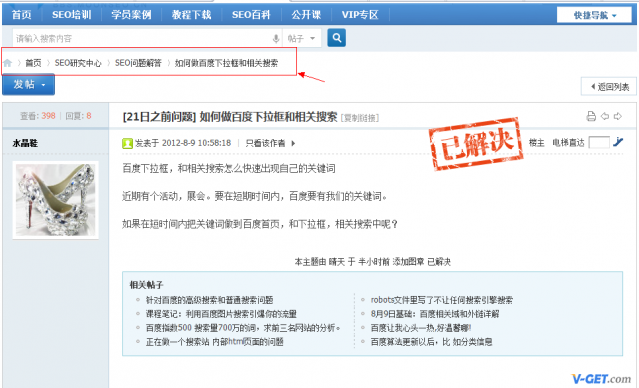 首页 SEO培训 学员案例 教程下载 SEO百科 公开课 VIP专区 快捷导航
请输入搜索内容 帖子
首页 SEO研究中心 SEO问题解答 如何做百度下拉框和相关搜索
发帖 返回列表
查看: 398 回复: 8 [21日之前问题] 如何做百度下拉框和相关搜索 [复制链接]
水晶鞋 发表于 2012-8-9 10:58:18 只看该作者 楼主 电梯直达
已解决
百度下拉框，和相关搜索怎么快速出现自己的关键词
近期有个活动，展会。要在短期时间内，百度要有我们的关键词。
如果在短时间内把关键词做到百度首页，和下拉框，相关搜索中呢？
本主题由 晴天 于 半小时前 添加图章 已解决
相关帖子
针对百度的高级搜索和普通搜索问题 robots文件里写了不让任何搜索引擎搜索
课程笔记：利用百度图片搜索引爆你的流量 8月9日基础：百度相关域和外链详解
百度指数500 搜索量700万的词，求前三名网站的分析。 百度让我心头一热,好温馨哪!
正在做一个搜索站 内部html页面的问题 百度算法更新以后，比 如分类信息
V-GET.com